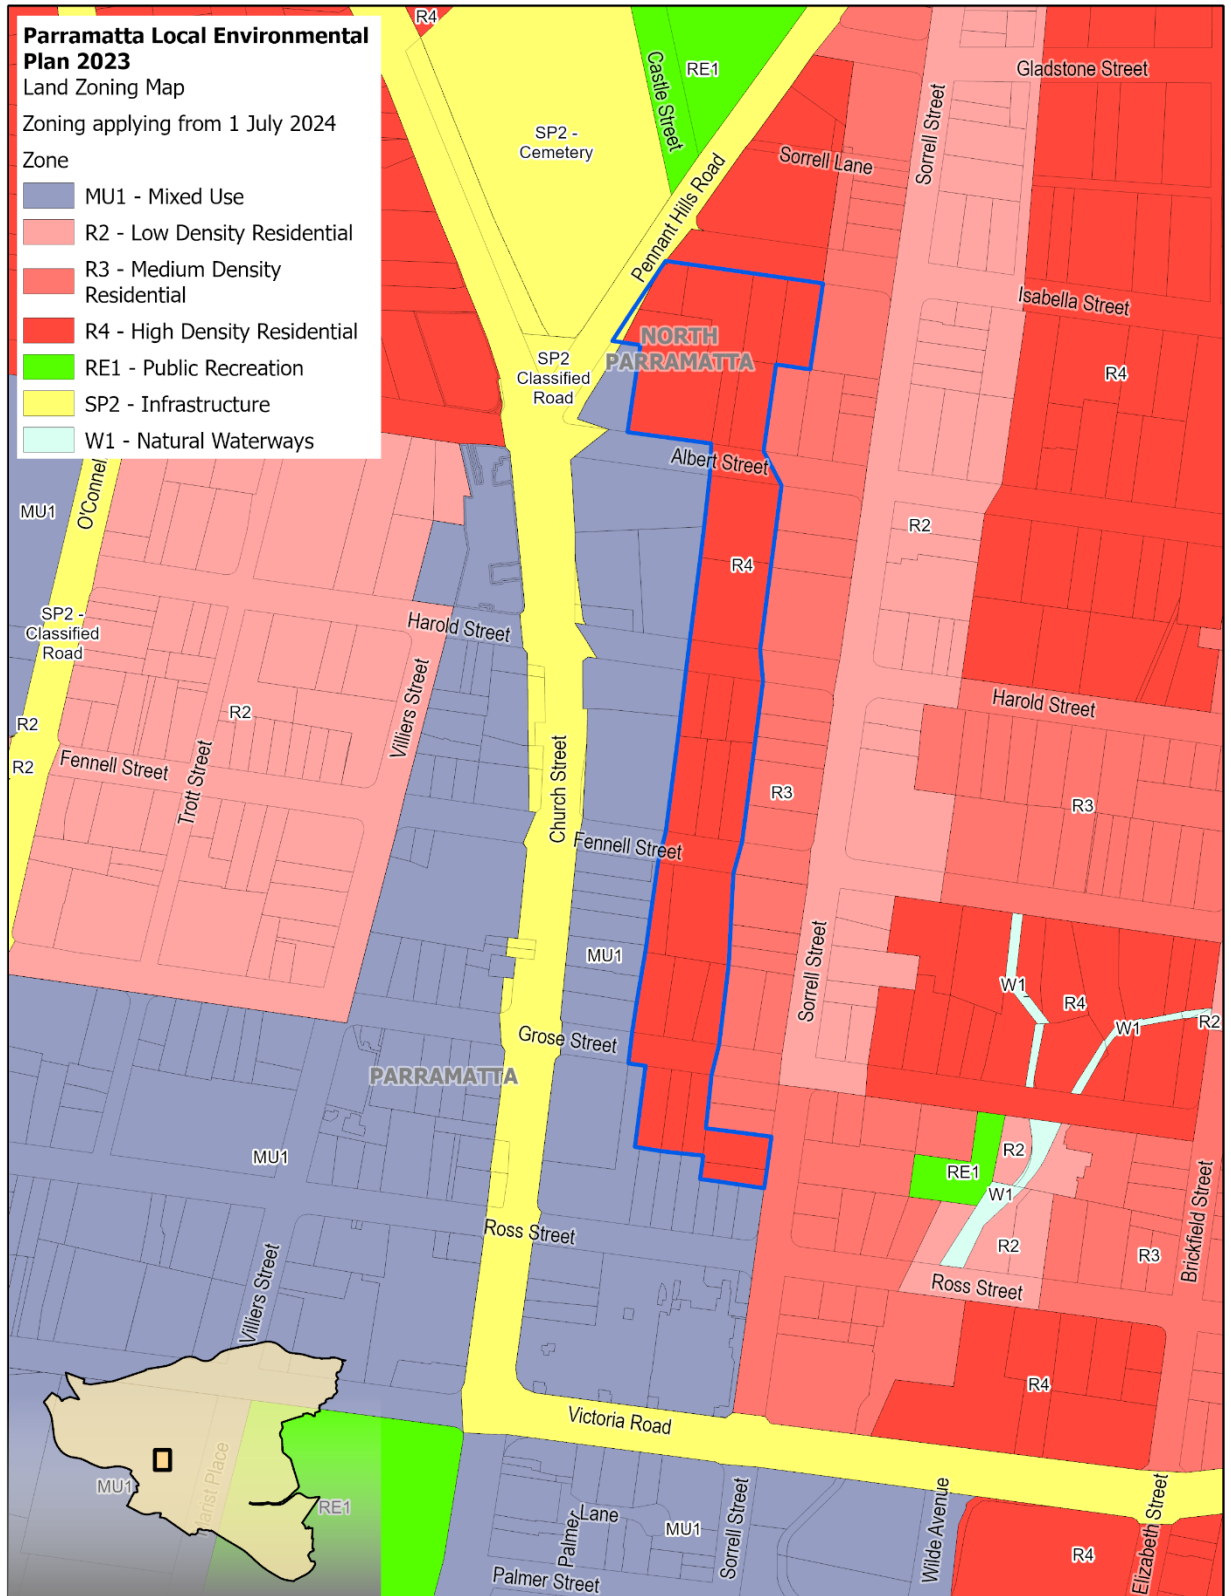 Parramatta Local Environmental
Plan 2023
Land Zoning Map
Zoning applying from 1 July 2024
Zone
MU1 - Mixed Use
R2 - Low Density Residential
R3 - Medium Density
Residential
R4 - High Density Residential
RE1 - Public Recreation
SP2 - Infrastructure
W1 - Natural Waterways
R4
RE1
Castle Street
Gladstone Street
Sorrell Street
SP2 -
Cemetery
Sorrell Lane
Pennant Hills Road
Isabella Street
NORTH
PARRAMATTA
SP2
Classified
Road
R4
Albert Street
O'Connel
MU1
R2
R4
SP2 -
Classified
Road
Harold Street
Villiers Street
Harold Street
R2
R2
R2
Fennell Street
Trott Street
Church Street
R3
R3
Fennell Street
Sorrell Street
MU1
W1
R4
W1
R2
Grose Street
PARRAMATTA
MU1
R2
RE1
W1
R2
R3
Brickfield Street
Ross Street
Ross Street
Villiers Street
R4
Victoria Road
Marist Place
MU1
RE1
Palmer
Lane
MU1
Sorrell Street
Wilde Avenue
R4
Elizabeth Street
Palmer Street